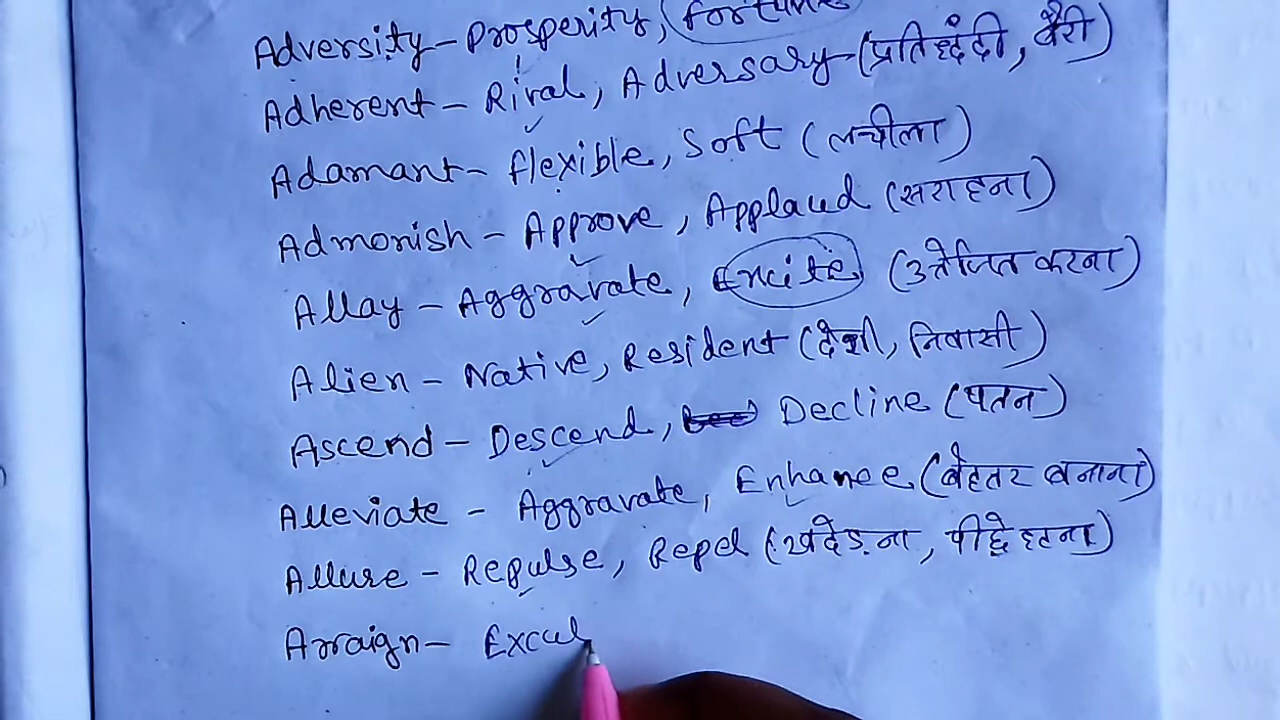 Adversity - Prosperity, Fortune
Adherent - Rival, Adversary - (प्रतिद्वंदी, बैरी)
Adamant - flexible, Soft (लचीला)
Admonish - Approve, Applaud (सराहना)
Allay - Aggravate, Encite (उत्तेजित करना)
Alien - Native, Resident (देशी, निवासी)
Ascend - Descend, Decline (पतन)
Alleviate - Aggravate, Enhance (बेहतर बनाना)
Allure - Repulse, Repel (खदेड़ना, पीछे हटना)
Arraign - Excul